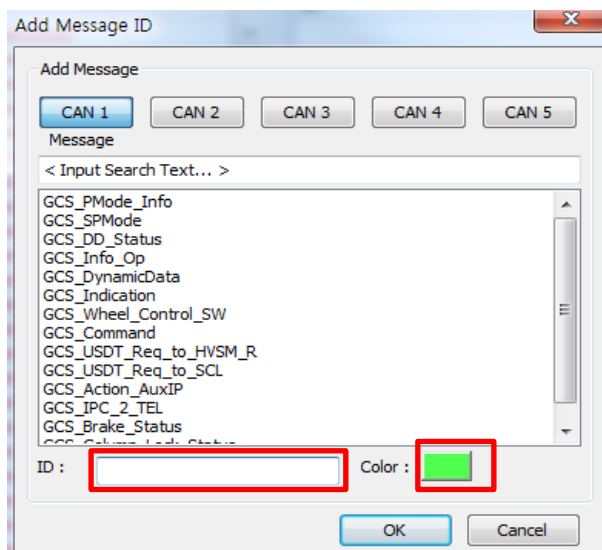 Add Message ID
Add Message
CAN 1 CAN 2 CAN 3 CAN 4 CAN 5
Message
< Input Search Text... >
GCS_PMode_Info
GCS_SPMode
GCS_DD_Status
GCS_Info_Op
GCS_DynamicData
GCS_Indication
GCS_Wheel_Control_SW
GCS_Command
GCS_USDT_Req_to_HVSM_R
GCS_USDT_Req_to_SCL
GCS_Action_AuxIP
GCS_IPC_2_TEL
GCS_Brake_Status
GCS_Column_Lock_Status
ID : Color :
OK Cancel